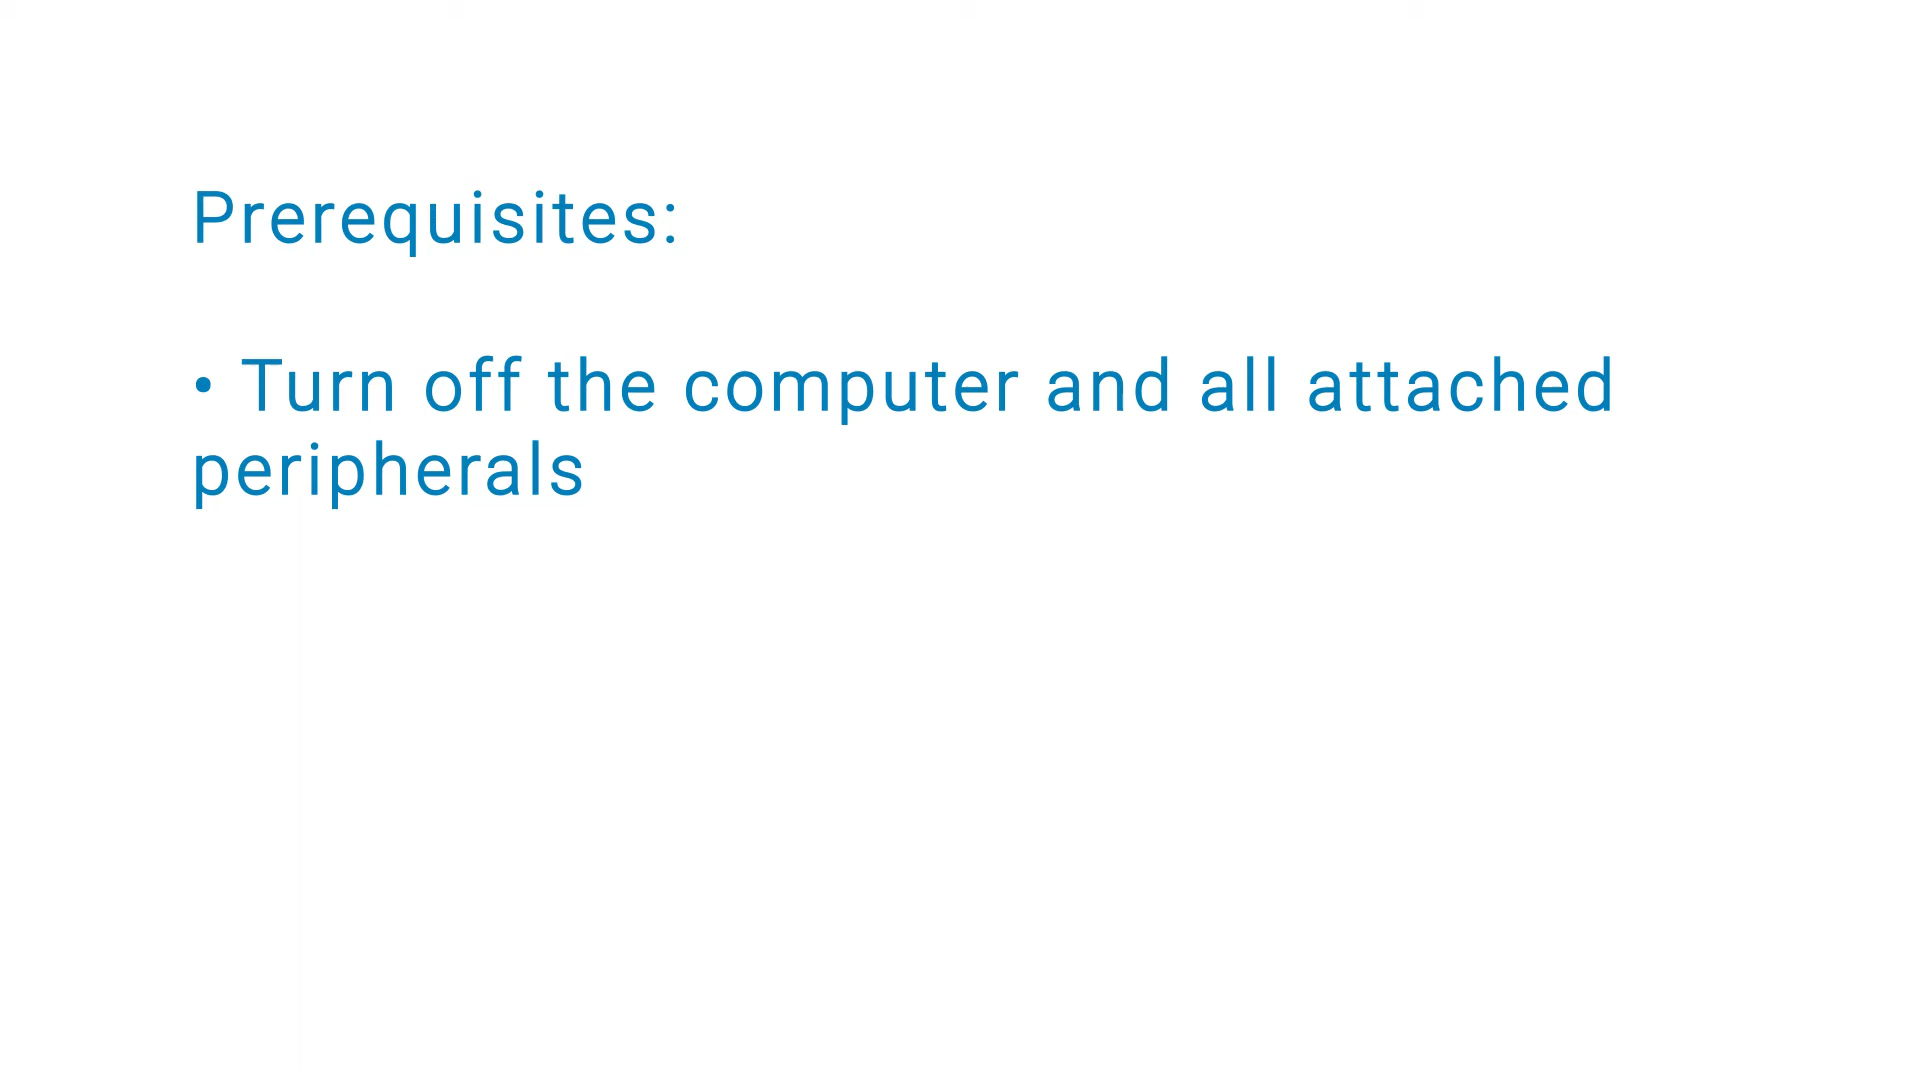 Prerequisites:
• Turn off the computer and all attached
peripherals